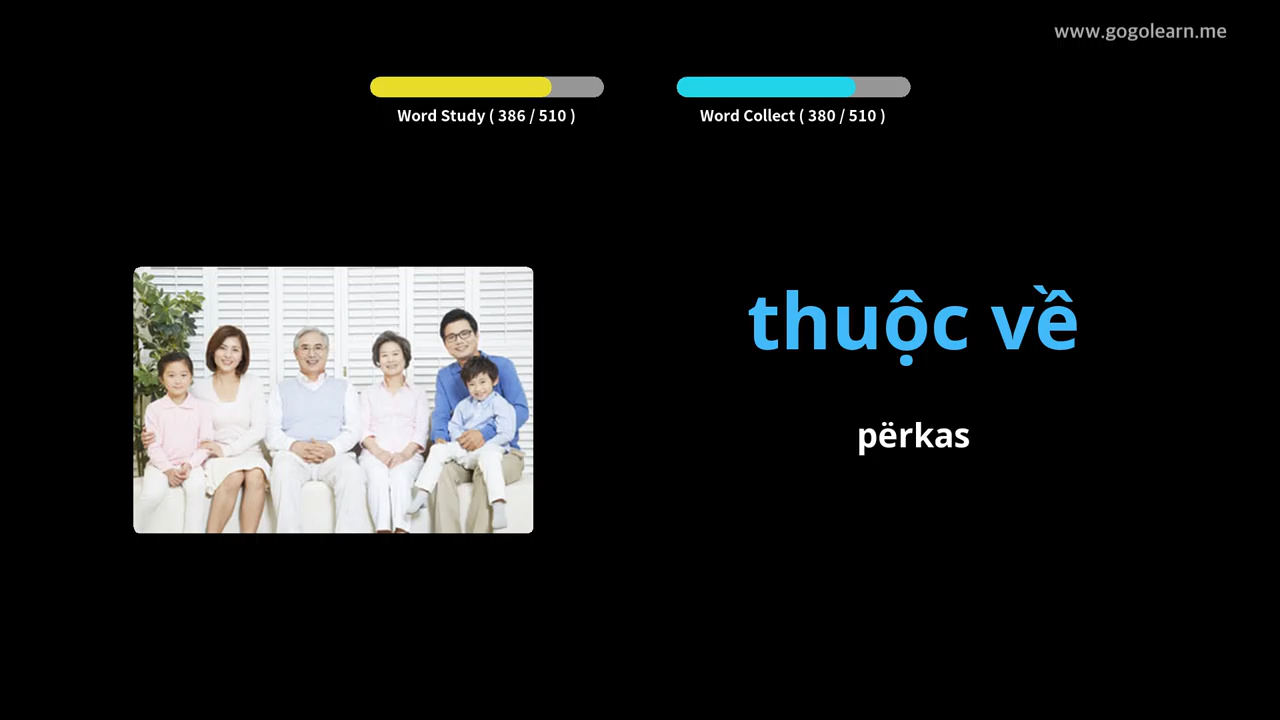 www.gogolearn.me
Word Study ( 386 / 510 )
Word Collect ( 380 / 510 )
thuộc về
përkas